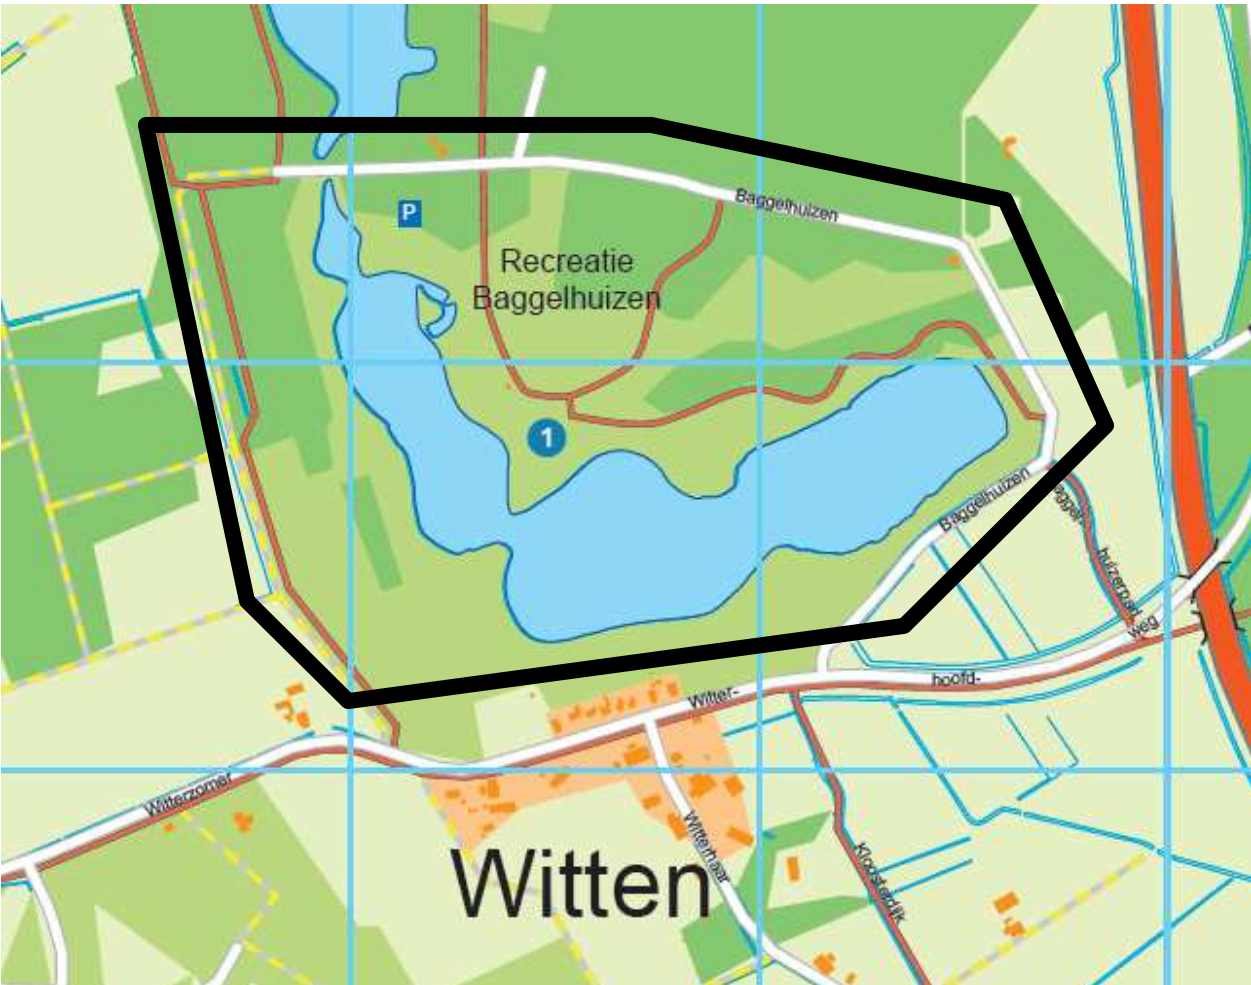 P
Baggelhuizen
Recreatie
Baggelhuizen
1
Baggelhuizen
Baggel-
huizerpad
weg
hoofd-
Witter-
Witterzomer
Witterhaar
Kloosterdijk
Witten